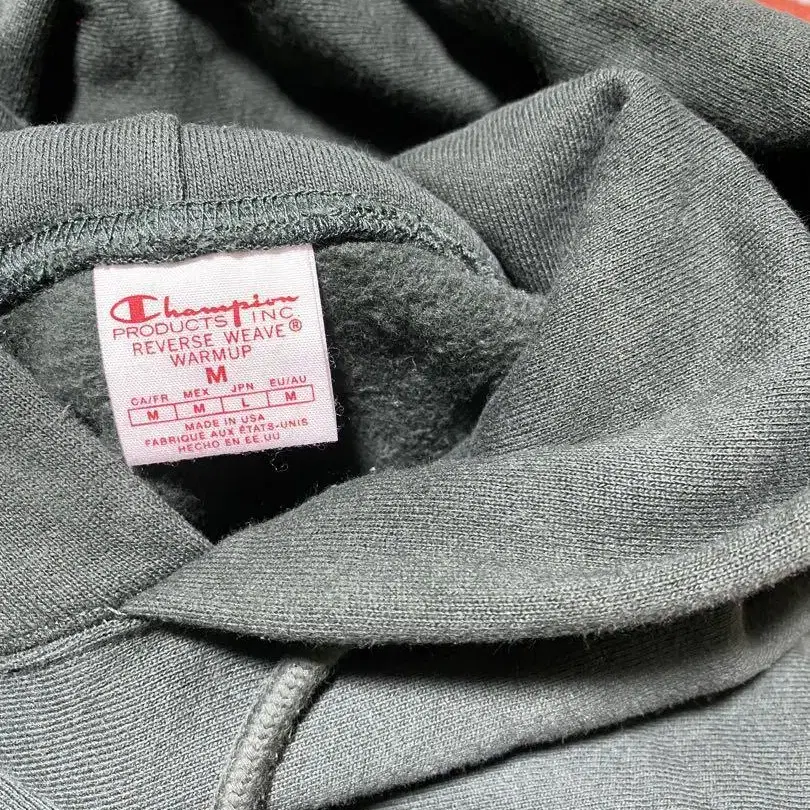 Champion
PRODUCTS INC
REVERSE WEAVE®
WARMUP
M
CA/FR MEX JPN EU/AU
M M L M
MADE IN USA
FABRIQUE AUX ÉTATS-UNIS
HECHO EN EE.UU